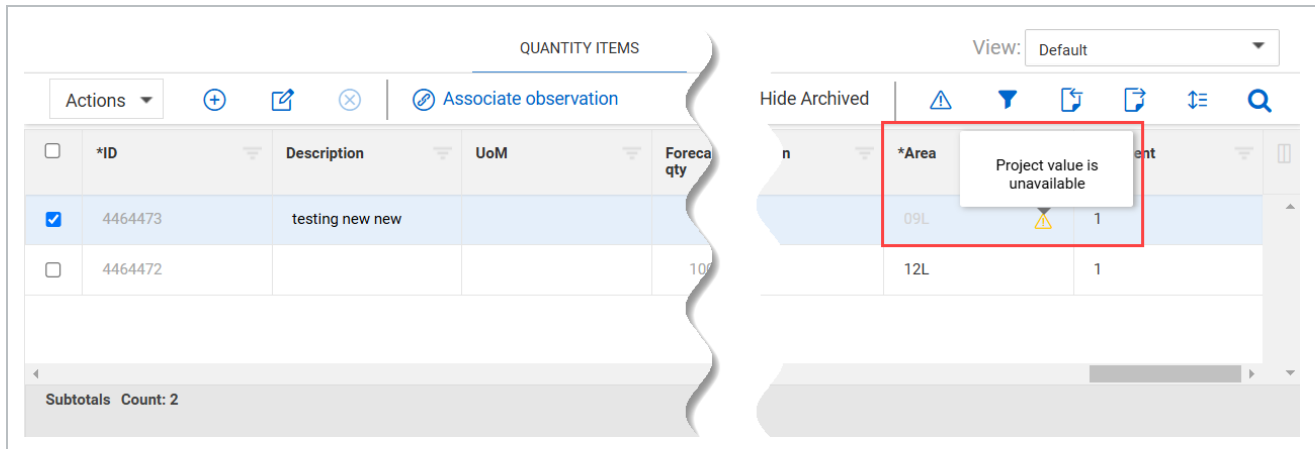 QUANTITY ITEMS
View: Default
Actions
Associate observation
Hide Archived
*ID
Description
UoM
Foreca
qty
n
*Area
Project value is
unavailable
ent
4464473
testing new new
09L
1
4464472
100
12L
1
Subtotals Count: 2